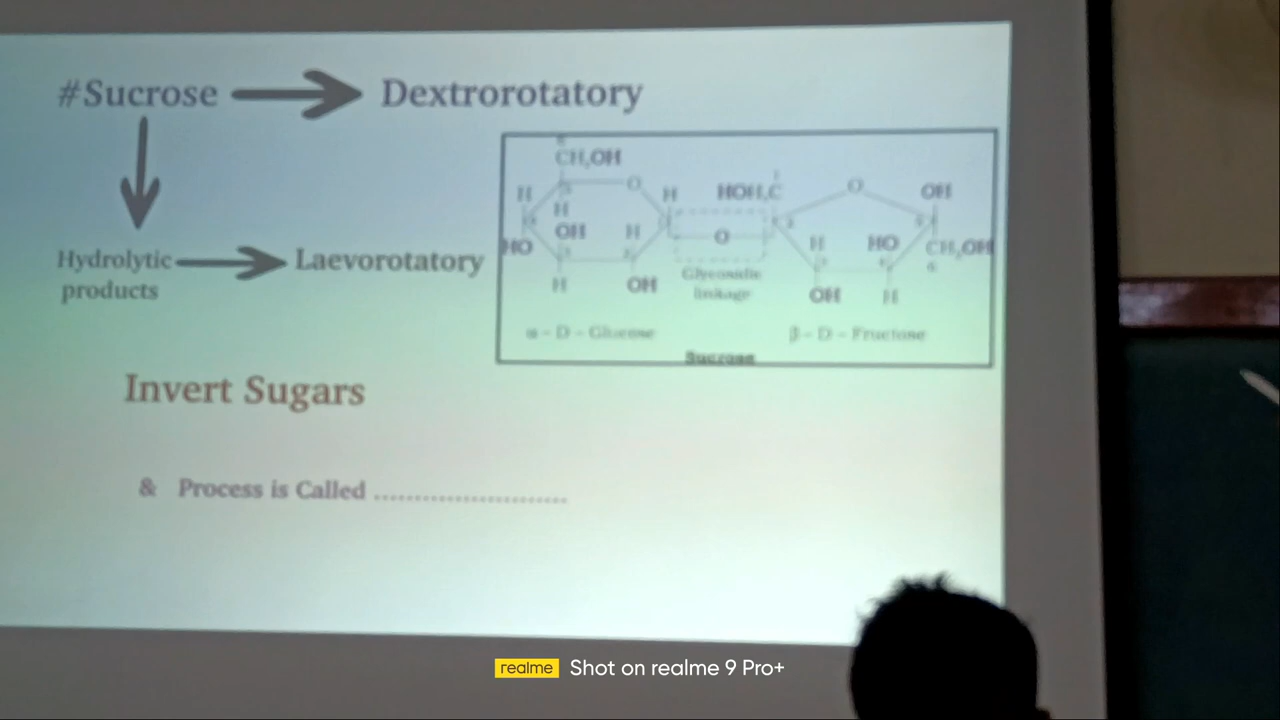 #Sucrose Dextrorotatory
CH₂OH
H O H HOH₂C O OH
H
OH H O H HO CH₂OH
HO
Hydrolytic Laevorotatory
products
Glycosidic
linkage
H OH OH H
α - D - Glucose β - D - Fructose
Sucrose
Invert Sugars
& Process is Called ........................
realme Shot on realme 9 Pro+